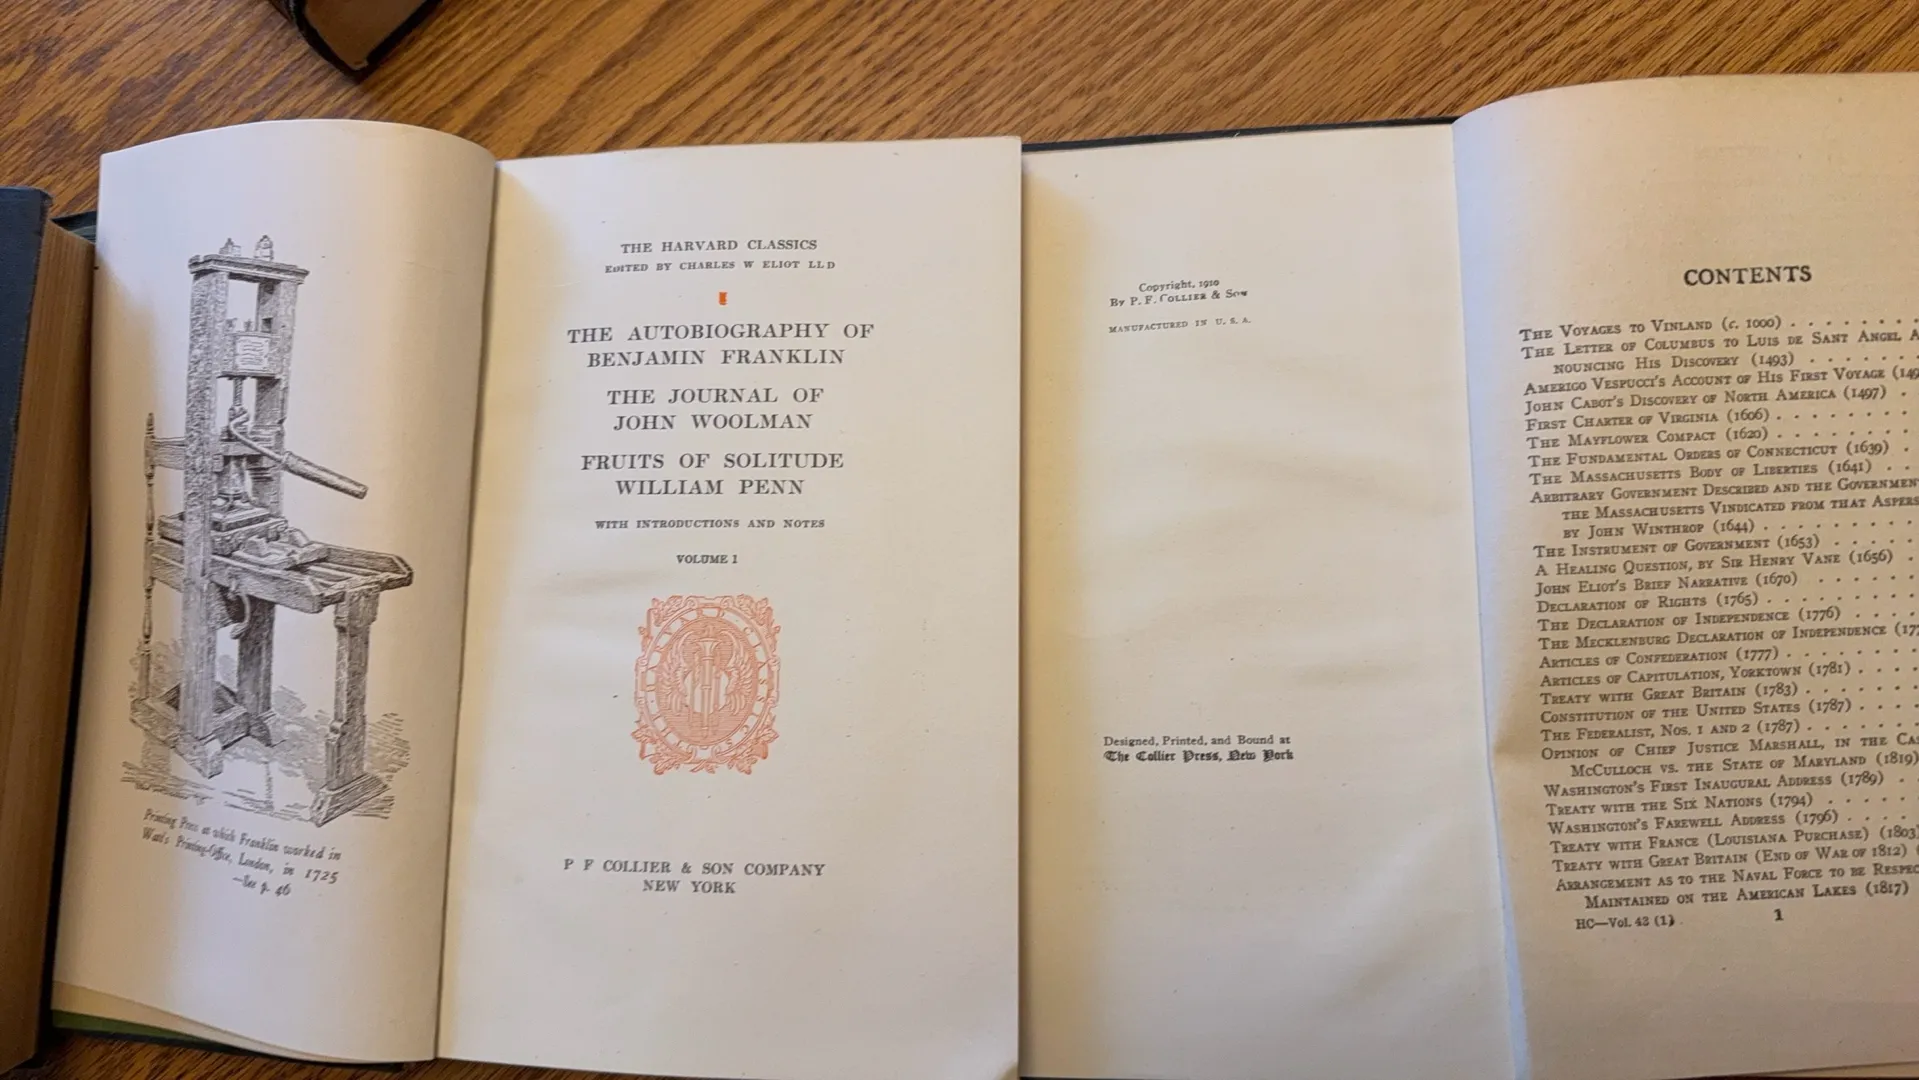 Printing Press at which Franklin worked in
Watt's Printing-Office, London, in 1725
—See p. 46
THE HARVARD CLASSICS
EDITED BY CHARLES W ELIOT LLD
THE AUTOBIOGRAPHY OF
BENJAMIN FRANKLIN
THE JOURNAL OF
JOHN WOOLMAN
FRUITS OF SOLITUDE
WILLIAM PENN
WITH INTRODUCTIONS AND NOTES
VOLUME 1
P F COLLIER & SON COMPANY
NEW YORK
Copyright, 1910
By P. F. COLLIER & SON
MANUFACTURED IN U. S. A.
Designed, Printed, and Bound at
The Collier Press, New York
CONTENTS
THE VOYAGES TO VINLAND (c. 1000) . . . . . . .
THE LETTER OF COLUMBUS TO LUIS DE SANT ANGEL A
NOUNCING HIS DISCOVERY (1493) . . . . . . .
AMERIGO VESPUCCI'S ACCOUNT OF HIS FIRST VOYAGE (149
JOHN CABOT'S DISCOVERY OF NORTH AMERICA (1497) .
FIRST CHARTER OF VIRGINIA (1606) . . . . . . . .
THE MAYFLOWER COMPACT (1620) . . . . . . . .
THE FUNDAMENTAL ORDERS OF CONNECTICUT (1639) .
THE MASSACHUSETTS BODY OF LIBERTIES (1641) . . .
ARBITRARY GOVERNMENT DESCRIBED AND THE GOVERNMEN
THE MASSACHUSETTS VINDICATED FROM THAT ASPERS
BY JOHN WINTHROP (1644) . . . . . . . . .
THE INSTRUMENT OF GOVERNMENT (1653) . . . . .
A HEALING QUESTION, BY SIR HENRY VANE (1656) .
JOHN ELIOT'S BRIEF NARRATIVE (1670) . . . . . .
DECLARATION OF RIGHTS (1765) . . . . . . . .
THE DECLARATION OF INDEPENDENCE (1776) . . . .
THE MECKLENBURG DECLARATION OF INDEPENDENCE (177
ARTICLES OF CONFEDERATION (1777) . . . . . . .
ARTICLES OF CAPITULATION, YORKTOWN (1781) . . . .
TREATY WITH GREAT BRITAIN (1783) . . . . . . .
CONSTITUTION OF THE UNITED STATES (1787) . . . .
THE FEDERALIST, NOS. 1 AND 2 (1787) . . . . . .
OPINION OF CHIEF JUSTICE MARSHALL, IN THE CAS
MCCULLOCH VS. THE STATE OF MARYLAND (1819)
WASHINGTON'S FIRST INAUGURAL ADDRESS (1789) . .
TREATY WITH THE SIX NATIONS (1794) . . . . . .
WASHINGTON'S FAREWELL ADDRESS (1796) . . . . .
TREATY WITH FRANCE (LOUISIANA PURCHASE) (1803)
TREATY WITH GREAT BRITAIN (END OF WAR OF 1812) (
ARRANGEMENT AS TO THE NAVAL FORCE TO BE RESPEC
MAINTAINED ON THE AMERICAN LAKES (1817)
HC—Vol. 43 (1) 1